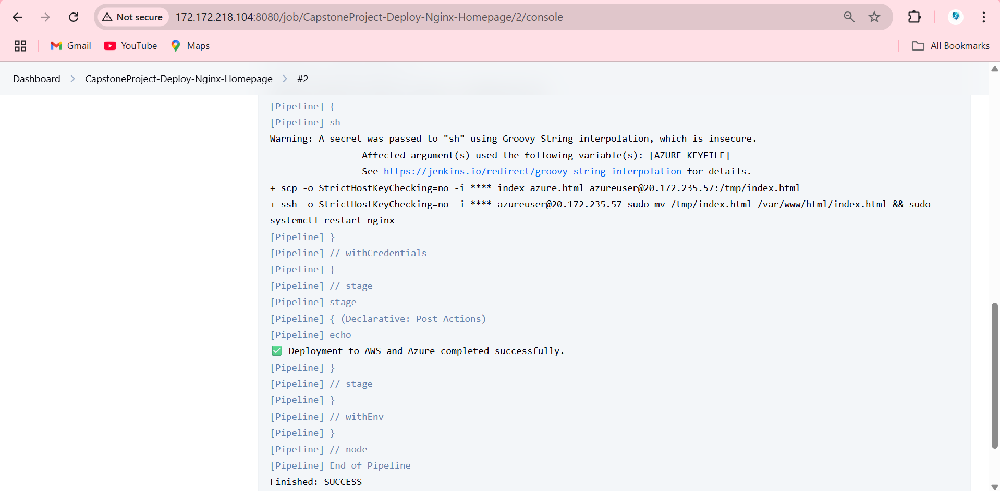 Not secure
172.172.218.104:8080/job/CapstoneProject-Deploy-Nginx-Homepage/2/console
Gmail
YouTube
Maps
All Bookmarks
Dashboard > CapstoneProject-Deploy-Nginx-Homepage > #2
[Pipeline] {
[Pipeline] sh
Warning: A secret was passed to "sh" using Groovy String interpolation, which is insecure.
Affected argument(s) used the following variable(s): [AZURE_KEYFILE]
See https://jenkins.io/redirect/groovy-string-interpolation for details.
+ scp -o StrictHostKeyChecking=no -i **** index_azure.html azureuser@20.172.235.57:/tmp/index.html
+ ssh -o StrictHostKeyChecking=no -i **** azureuser@20.172.235.57 sudo mv /tmp/index.html /var/www/html/index.html && sudo
systemctl restart nginx
[Pipeline] }
[Pipeline] // withCredentials
[Pipeline] }
[Pipeline] // stage
[Pipeline] stage
[Pipeline] { (Declarative: Post Actions)
[Pipeline] echo
✅ Deployment to AWS and Azure completed successfully.
[Pipeline] }
[Pipeline] // stage
[Pipeline] }
[Pipeline] // withEnv
[Pipeline] }
[Pipeline] // node
[Pipeline] End of Pipeline
Finished: SUCCESS